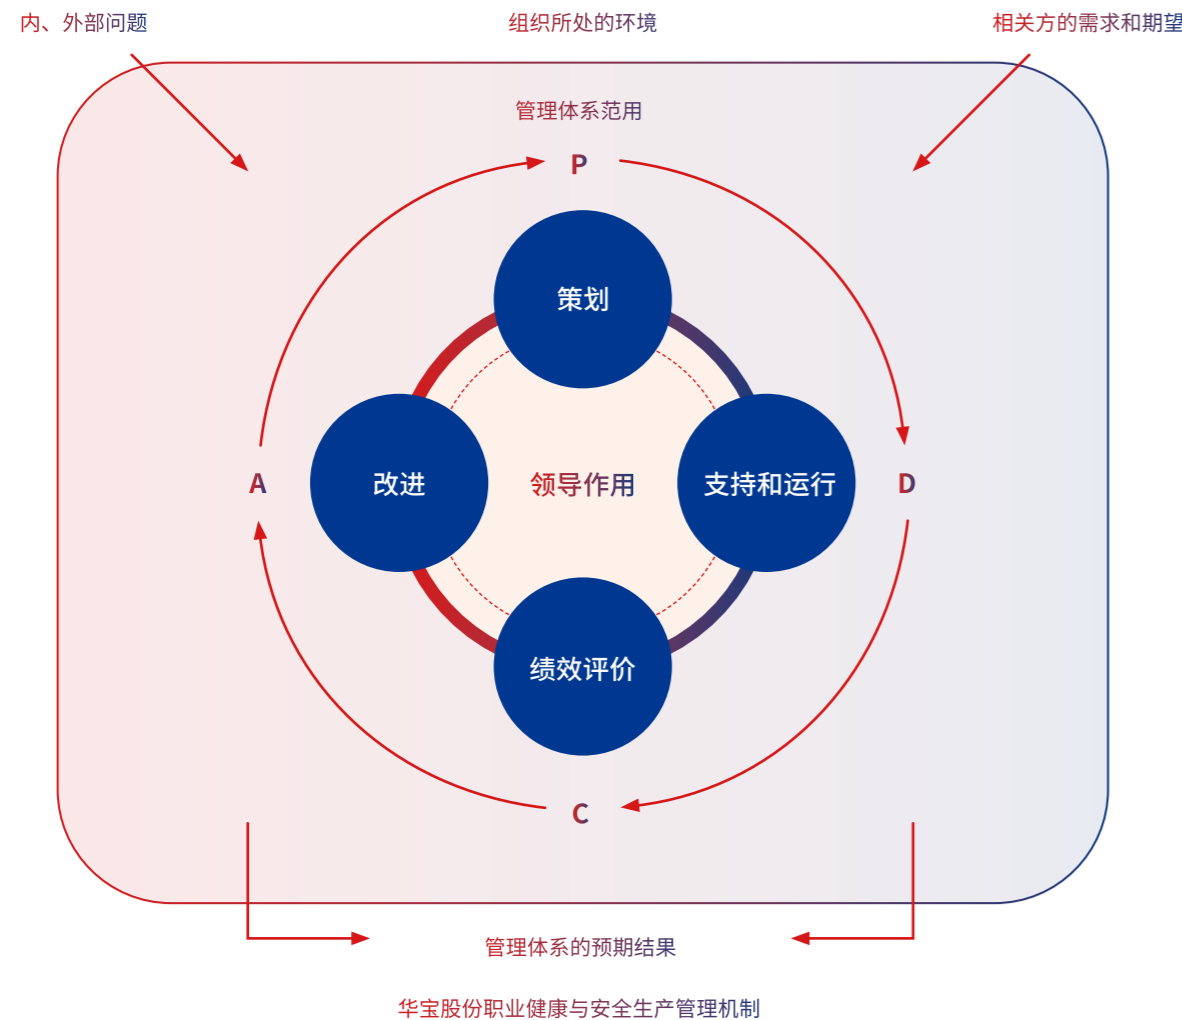 内、外部问题
组织所处的环境
相关方的需求和期望
管理体系范用
P
策划
A
改进
领导作用
支持和运行
D
绩效评价
C
管理体系的预期结果
华宝股份职业健康与安全生产管理机制